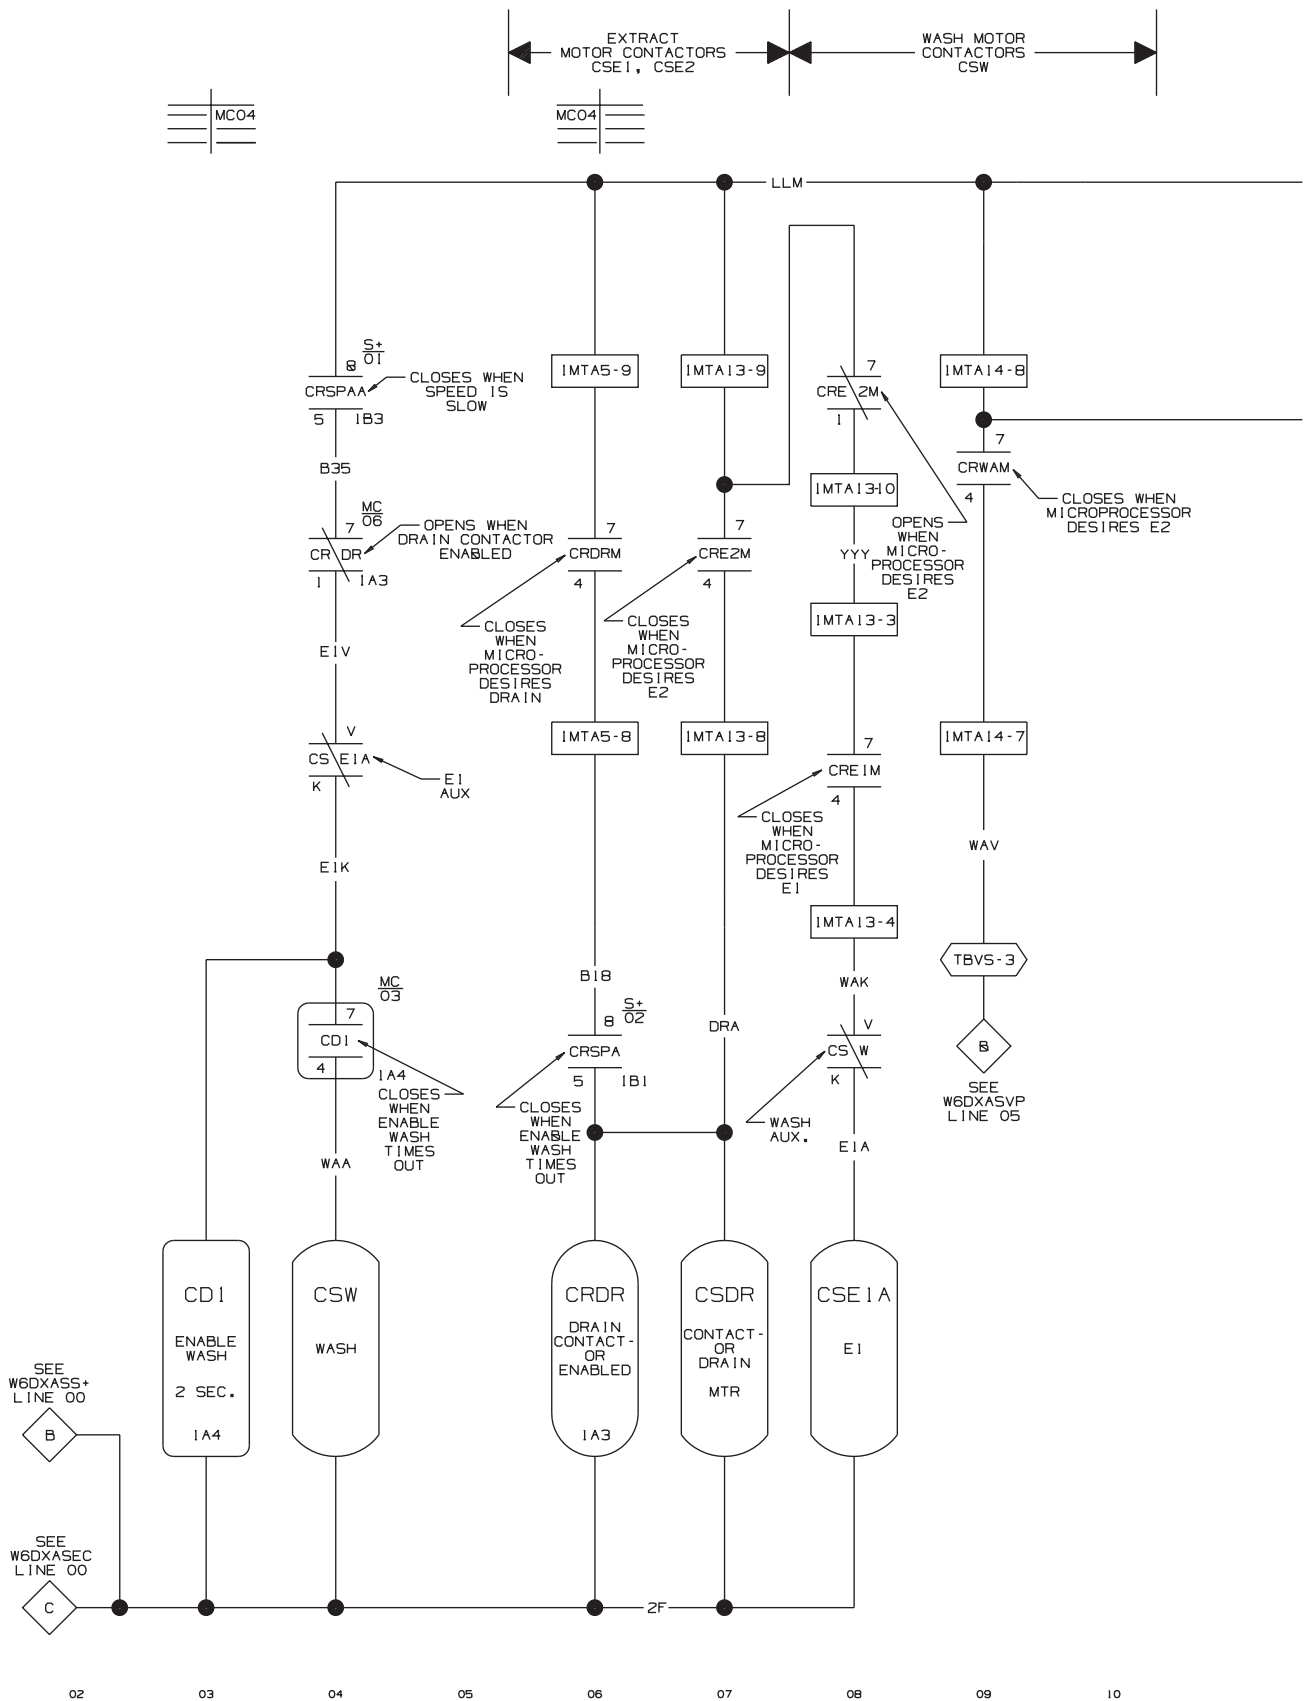 EXTRACT
MOTOR CONTACTORS
CSE1, CSE2
WASH MOTOR
CONTACTORS
CSW
MC04
MC04
LLM
S+
01
8
CRSPAA
5 1B3
CLOSES WHEN
SPEED IS
SLOW
B35
MC
06
7
CR DR
1 1A3
OPENS WHEN
DRAIN CONTACTOR
ENABLED
E1V
V
CS E1A
K
E1
AUX
E1K
MC
03
7
CD1
4
1A4
CLOSES
WHEN
ENABLE
WASH
TIMES
OUT
WAA
1MTA5-9
7
CRDRM
4
CLOSES
WHEN
MICRO-
PROCESSOR
DESIRES
DRAIN
1MTA5-8
B18
S+
02
8
CRSPA
5 1B1
CLOSES
WHEN
ENABLE
WASH
TIMES
OUT
1MTA13-9
7
CRE2M
4
CLOSES
WHEN
MICRO-
PROCESSOR
DESIRES
E2
1MTA13-8
DRA
7
CRE 2M
1
1MTA13-10
OPENS
WHEN
MICRO-
PROCESSOR
DESIRES
E2
YYY
1MTA13-3
7
CRE1M
4
CLOSES
WHEN
MICRO-
PROCESSOR
DESIRES
E1
1MTA13-4
WAK
V
CS W
K
WASH
AUX.
E1A
1MTA14-8
7
CRWAM
4
CLOSES WHEN
MICROPROCESSOR
DESIRES E2
1MTA14-7
WAV
TBVS-3
B
SEE
W6DXASVP
LINE 05
CD1
ENABLE
WASH
2 SEC.
1A4
CSW
WASH
CRDR
DRAIN
CONTACT-
OR
ENABLED
1A3
CSDR
CONTACT-
OR
DRAIN
MTR
CSE1A
E1
SEE
W6DXASS+
LINE 00
B
SEE
W6DXASEC
LINE 00
C
2F
02 03 04 05 06 07 08 09 10